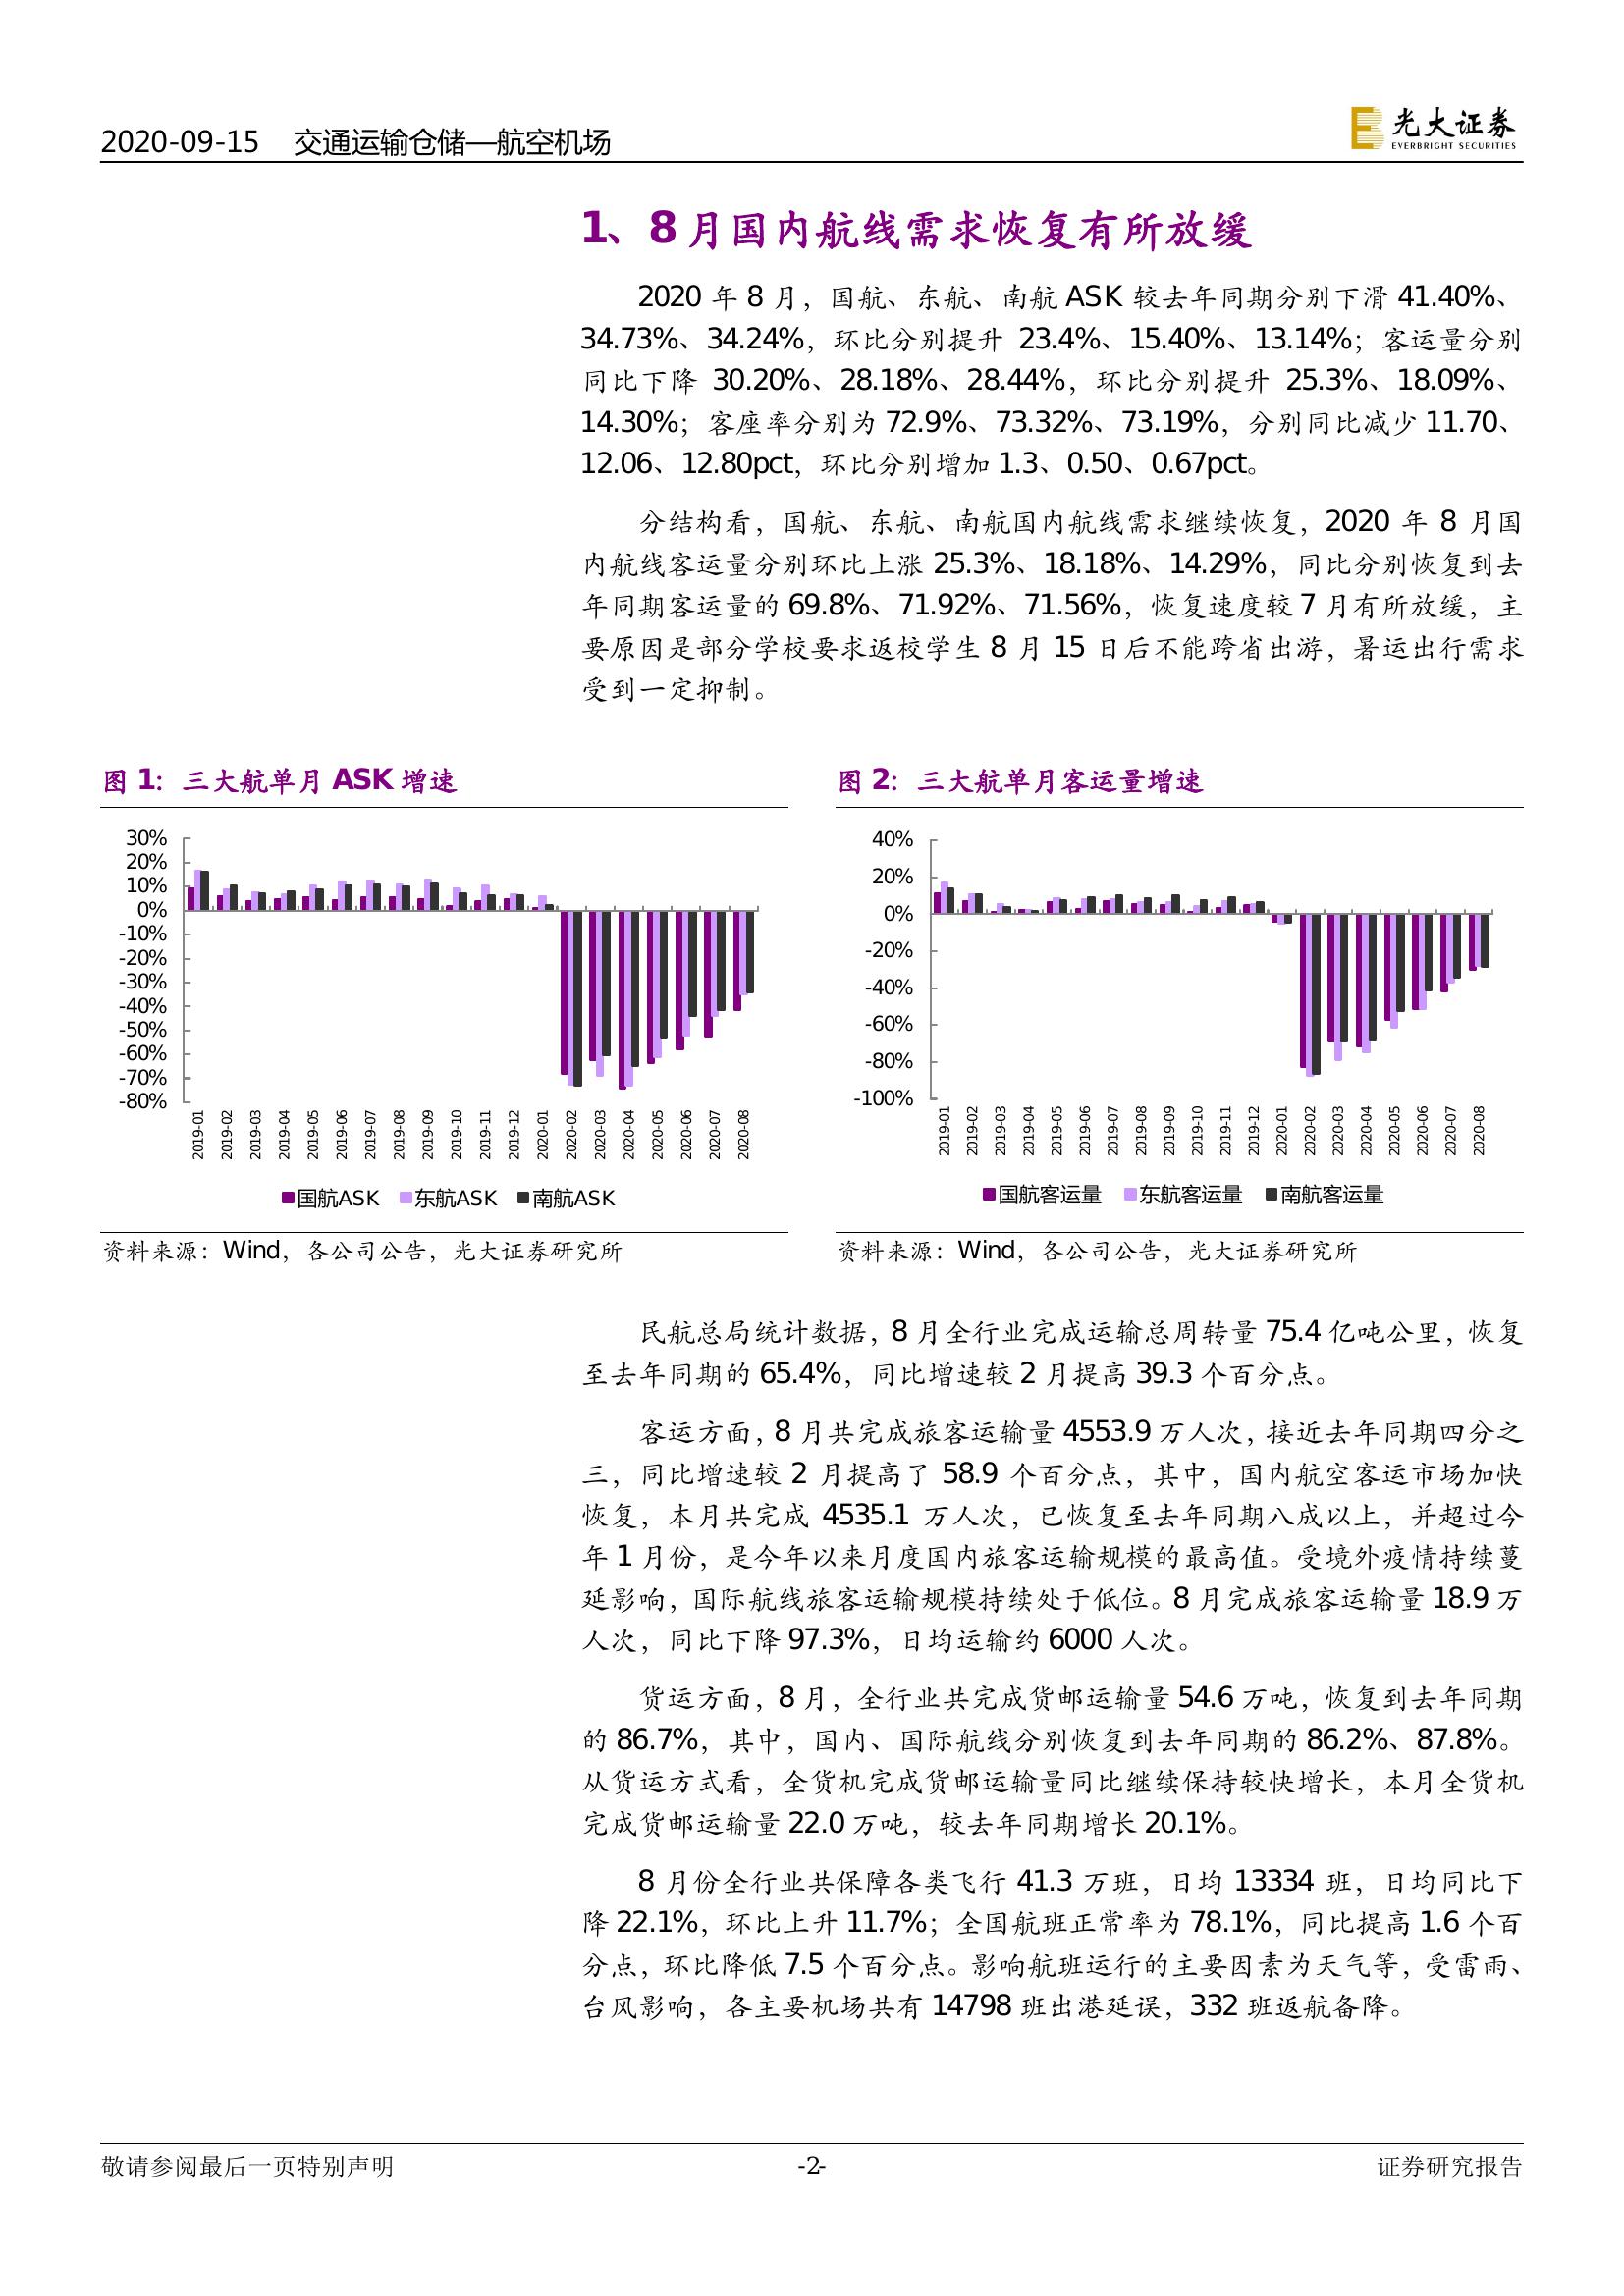 2020-09-15 交通运输仓储—航空机场
光大证券
EVERBRIGHT SECURITIES
1、8 月国内航线需求恢复有所放缓
2020 年 8 月，国航、东航、南航 ASK 较去年同期分别下滑 41.40%、
34.73%、34.24%，环比分别提升 23.4%、15.40%、13.14%；客运量分别
同比下降 30.20%、28.18%、28.44%，环比分别提升 25.3%、18.09%、
14.30%；客座率分别为 72.9%、73.32%、73.19%，分别同比减少 11.70、
12.06、12.80pct，环比分别增加 1.3、0.50、0.67pct。
分结构看，国航、东航、南航国内航线需求继续恢复，2020 年 8 月国
内航线客运量分别环比上涨 25.3%、18.18%、14.29%，同比分别恢复到去
年同期客运量的 69.8%、71.92%、71.56%，恢复速度较 7 月有所放缓，主
要原因是部分学校要求返校学生 8 月 15 日后不能跨省出游，暑运出行需求
受到一定抑制。
图 1：三大航单月 ASK 增速
30%
20%
10%
0%
-10%
-20%
-30%
-40%
-50%
-60%
-70%
-80%
2019-01
2019-02
2019-03
2019-04
2019-05
2019-06
2019-07
2019-08
2019-09
2019-10
2019-11
2019-12
2020-01
2020-02
2020-03
2020-04
2020-05
2020-06
2020-07
2020-08
国航ASK 东航ASK 南航ASK
资料来源：Wind，各公司公告，光大证券研究所
图 2：三大航单月客运量增速
40%
20%
0%
-20%
-40%
-60%
-80%
-100%
2019-01
2019-02
2019-03
2019-04
2019-05
2019-06
2019-07
2019-08
2019-09
2019-10
2019-11
2019-12
2020-01
2020-02
2020-03
2020-04
2020-05
2020-06
2020-07
2020-08
国航客运量 东航客运量 南航客运量
资料来源：Wind，各公司公告，光大证券研究所
民航总局统计数据，8 月全行业完成运输总周转量 75.4 亿吨公里，恢复
至去年同期的 65.4%，同比增速较 2 月提高 39.3 个百分点。
客运方面，8 月共完成旅客运输量 4553.9 万人次，接近去年同期四分之
三，同比增速较 2 月提高了 58.9 个百分点，其中，国内航空客运市场加快
恢复，本月共完成 4535.1 万人次，已恢复至去年同期八成以上，并超过今
年 1 月份，是今年以来月度国内旅客运输规模的最高值。受境外疫情持续蔓
延影响，国际航线旅客运输规模持续处于低位。8 月完成旅客运输量 18.9 万
人次，同比下降 97.3%，日均运输约 6000 人次。
货运方面，8 月，全行业共完成货邮运输量 54.6 万吨，恢复到去年同期
的 86.7%，其中，国内、国际航线分别恢复到去年同期的 86.2%、87.8%。
从货运方式看，全货机完成货邮运输量同比继续保持较快增长，本月全货机
完成货邮运输量 22.0 万吨，较去年同期增长 20.1%。
8 月份全行业共保障各类飞行 41.3 万班，日均 13334 班，日均同比下
降 22.1%，环比上升 11.7%；全国航班正常率为 78.1%，同比提高 1.6 个百
分点，环比降低 7.5 个百分点。影响航班运行的主要因素为天气等，受雷雨、
台风影响，各主要机场共有 14798 班出港延误，332 班返航备降。
敬请参阅最后一页特别声明 -2- 证券研究报告